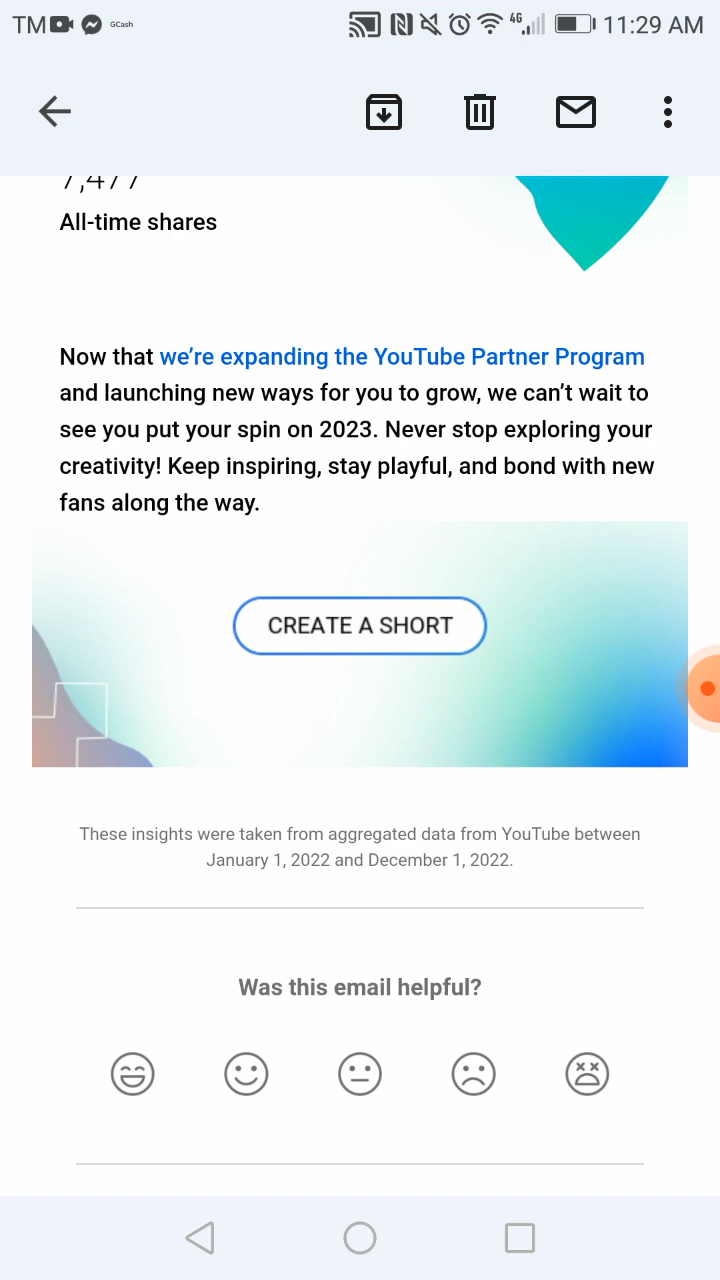 TM GCash 4G 11:29 AM
7,477
All-time shares
Now that we're expanding the YouTube Partner Program
and launching new ways for you to grow, we can't wait to
see you put your spin on 2023. Never stop exploring your
creativity! Keep inspiring, stay playful, and bond with new
fans along the way.
CREATE A SHORT
These insights were taken from aggregated data from YouTube between
January 1, 2022 and December 1, 2022.
Was this email helpful?